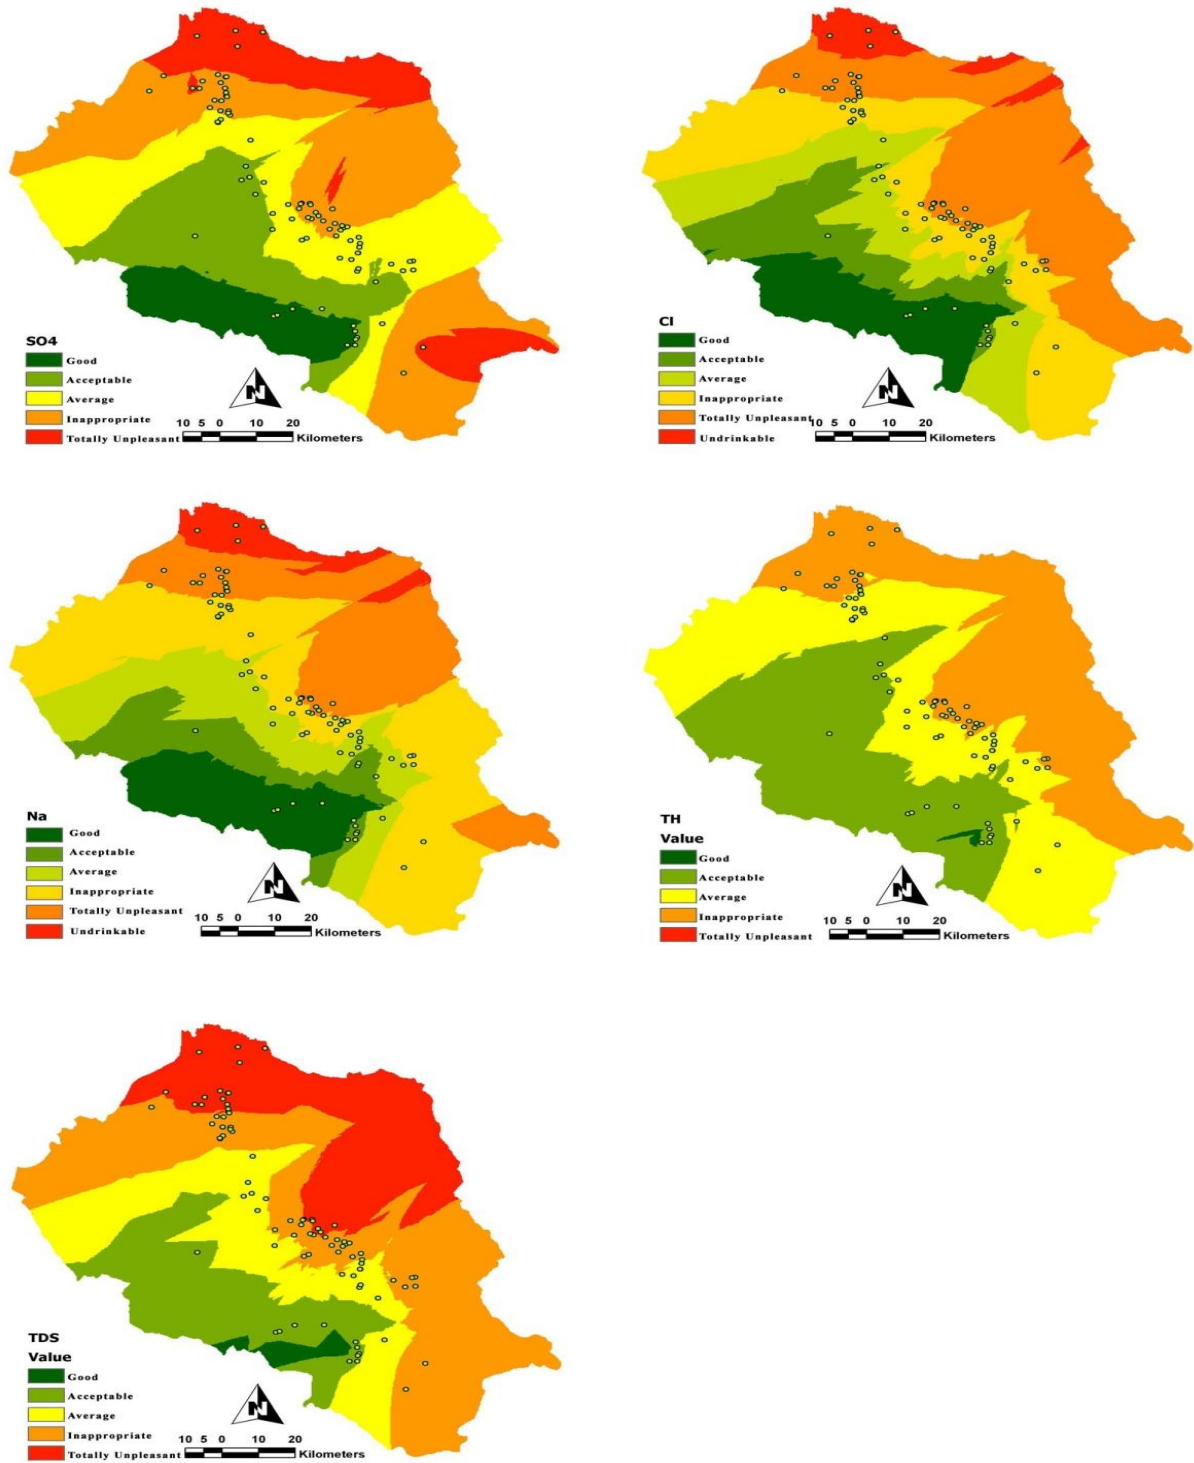 SO4
Good
Acceptable
Average
Inappropriate
Totally Unpleasant
N
10 5 0 10 20
Kilometers
Cl
Good
Acceptable
Average
Inappropriate
Totally Unpleasant
Undrinkable
N
10 5 0 10 20
Kilometers
Na
Good
Acceptable
Average
Inappropriate
Totally Unpleasant
Undrinkable
N
10 5 0 10 20
Kilometers
TH
Value
Good
Acceptable
Average
Inappropriate
Totally Unpleasant
N
10 5 0 10 20
Kilometers
TDS
Value
Good
Acceptable
Average
Inappropriate
Totally Unpleasant
N
10 5 0 10 20
Kilometers